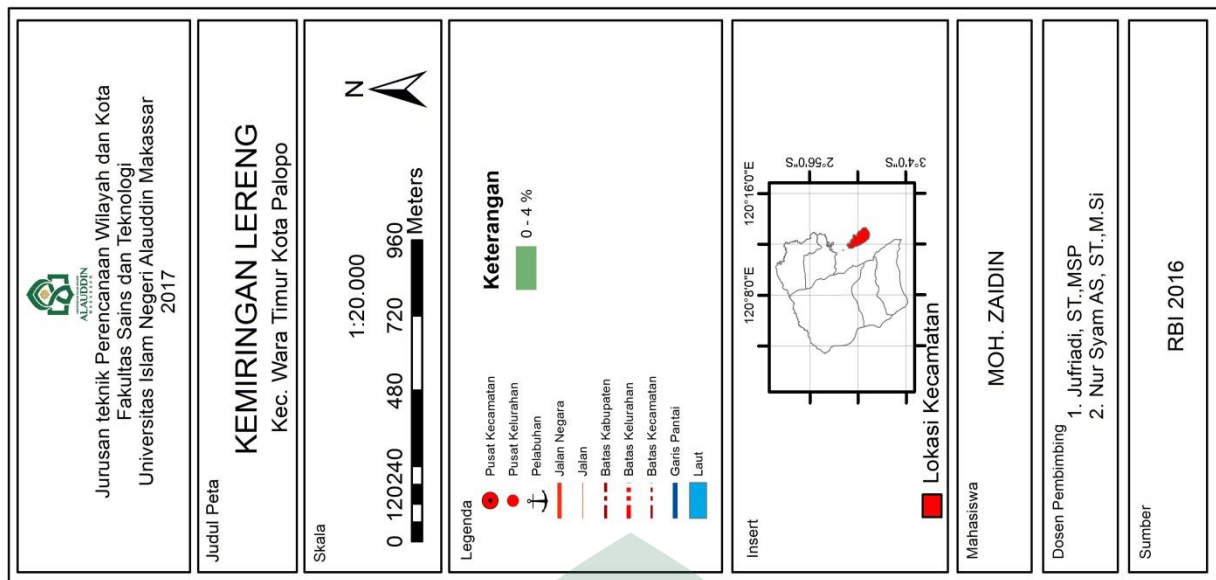 ALAUDDIN
Jurusan teknik Perencanaan Wilayah dan Kota
Fakultas Sains dan Teknologi
Universitas Islam Negeri Alauddin Makassar
2017
Judul Peta
KEMIRINGAN LERENG
Kec. Wara Timur Kota Palopo
Skala
N
1:20.000
0 120240 480 720 960
Meters
Legenda
Pusat Kecamatan
Pusat Kelurahan
Pelabuhan
Jalan Negara
Jalan
Batas Kabupaten
Batas Kelurahan
Batas Kecamatan
Garis Pantai
Laut
Keterangan
0 - 4 %
Insert
120°8'0"E 120°16'0"E
2°56'0"S
3°4'0"S
Lokasi Kecamatan
Mahasiswa
MOH. ZAIDIN
Dosen Pembimbing
1. Jufriadi, ST.,MSP
2. Nur Syam AS, ST.,M.Si
Sumber
RBI 2016